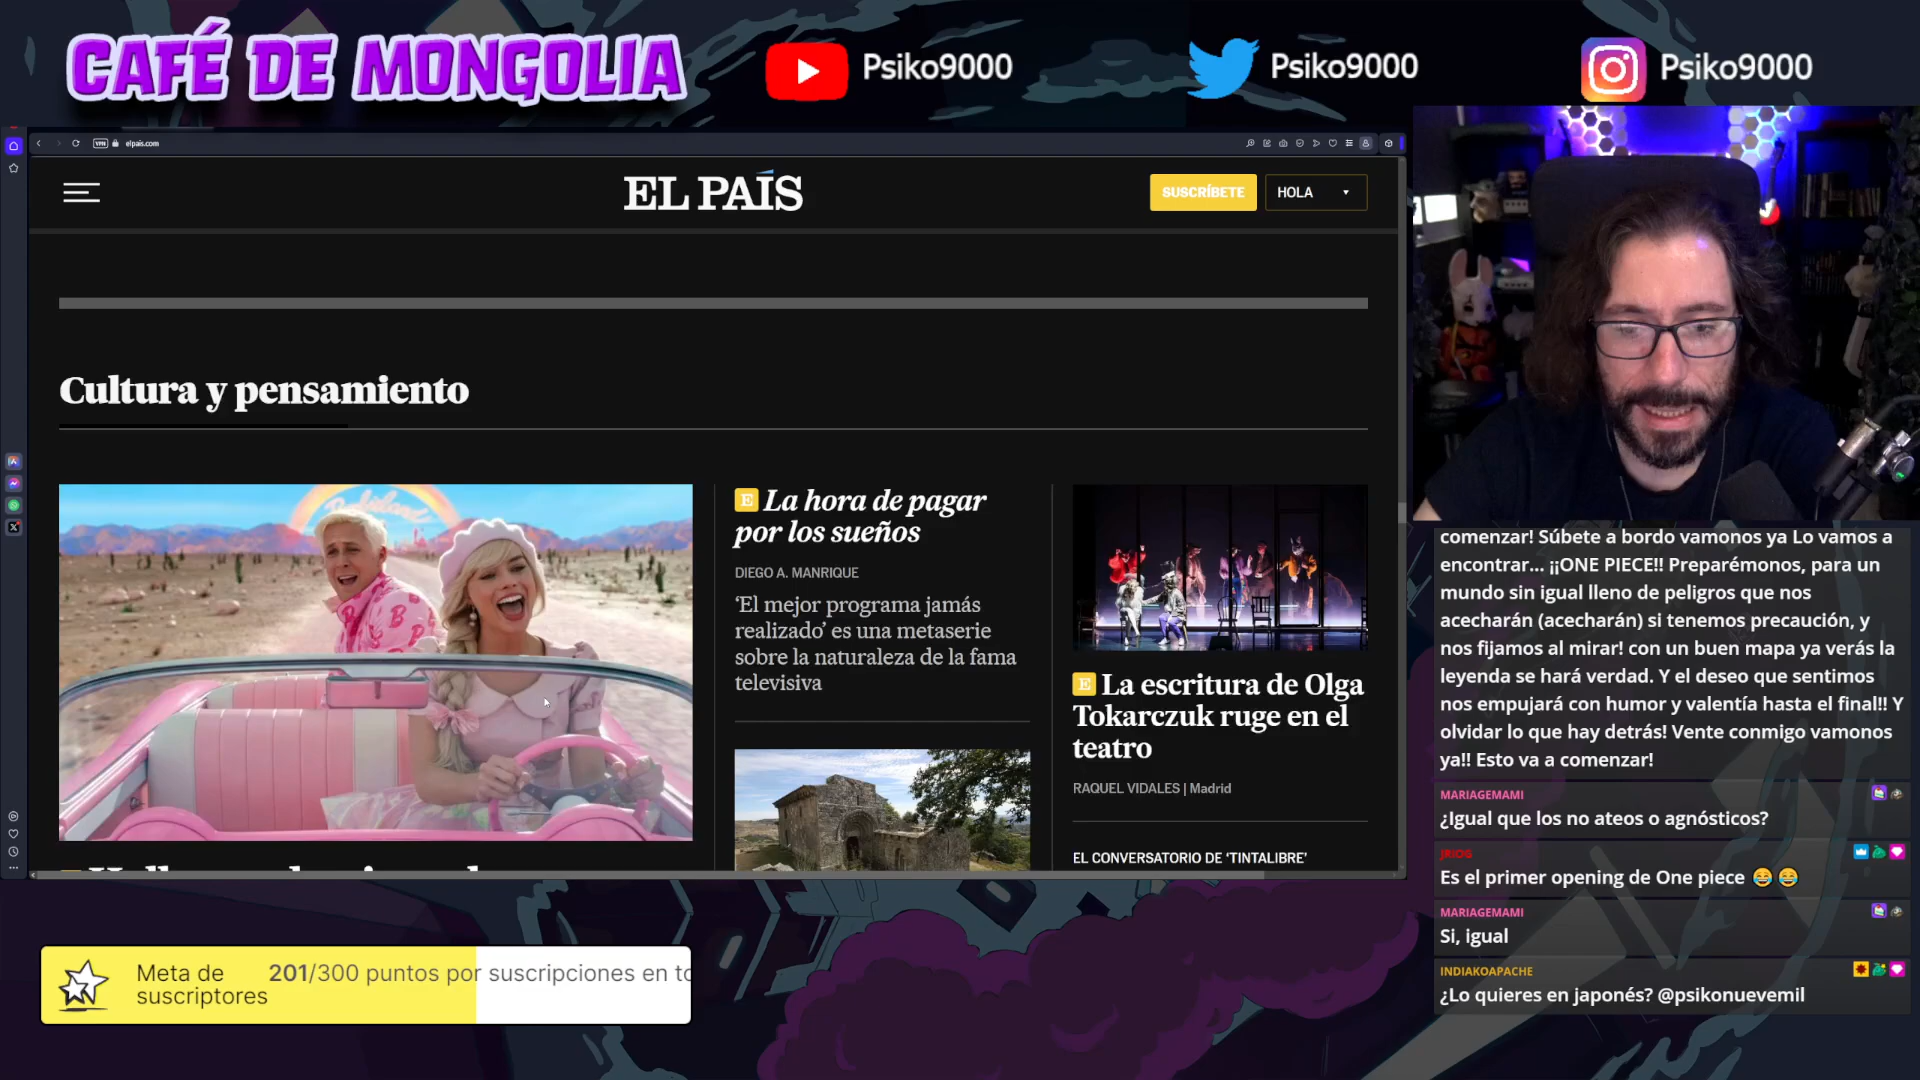 CAFÉ DE MONGOLIA
Psiko9000
Psiko9000
Psiko9000
VPN
elpais.com
EL PAÍS
SUSCRÍBETE
HOLA
Cultura y pensamiento
E La hora de pagar
por los sueños
DIEGO A. MANRIQUE
‘El mejor programa jamás
realizado’ es una metaserie
sobre la naturaleza de la fama
televisiva
E La escritura de Olga
Tokarczuk ruge en el
teatro
RAQUEL VIDALES | Madrid
EL CONVERSATORIO DE ‘TINTALIBRE’
comenzar! Súbete a bordo vamonos ya Lo vamos a
encontrar... ¡¡ONE PIECE!! Preparémonos, para un
mundo sin igual lleno de peligros que nos
acecharán (acecharán) si tenemos precaución, y
nos fijamos al mirar! con un buen mapa ya verás la
leyenda se hará verdad. Y el deseo que sentimos
nos empujará con humor y valentía hasta el final!! Y
olvidar lo que hay detrás! Vente conmigo vamonos
ya!! Esto va a comenzar!
MARIAGEMAMI
¿Igual que los no ateos o agnósticos?
JRIOG
Es el primer opening de One piece 😂 😂
MARIAGEMAMI
Si, igual
INDIAKOAPACHE
¿Lo quieres en japonés? @psikonuevemil
Meta de
suscriptores
201/300 puntos por suscripciones en to